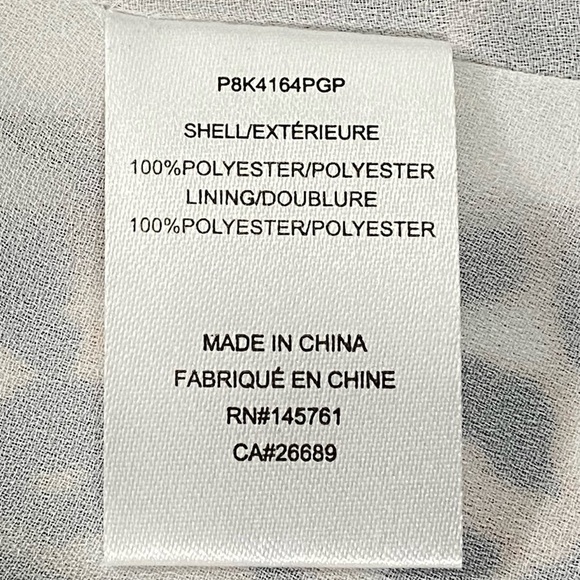 P8K4164PGP
SHELL/EXTÉRIEURE
100%POLYESTER/POLYESTER
LINING/DOUBLURE
100%POLYESTER/POLYESTER
MADE IN CHINA
FABRIQUÉ EN CHINE
RN#145761
CA#26689